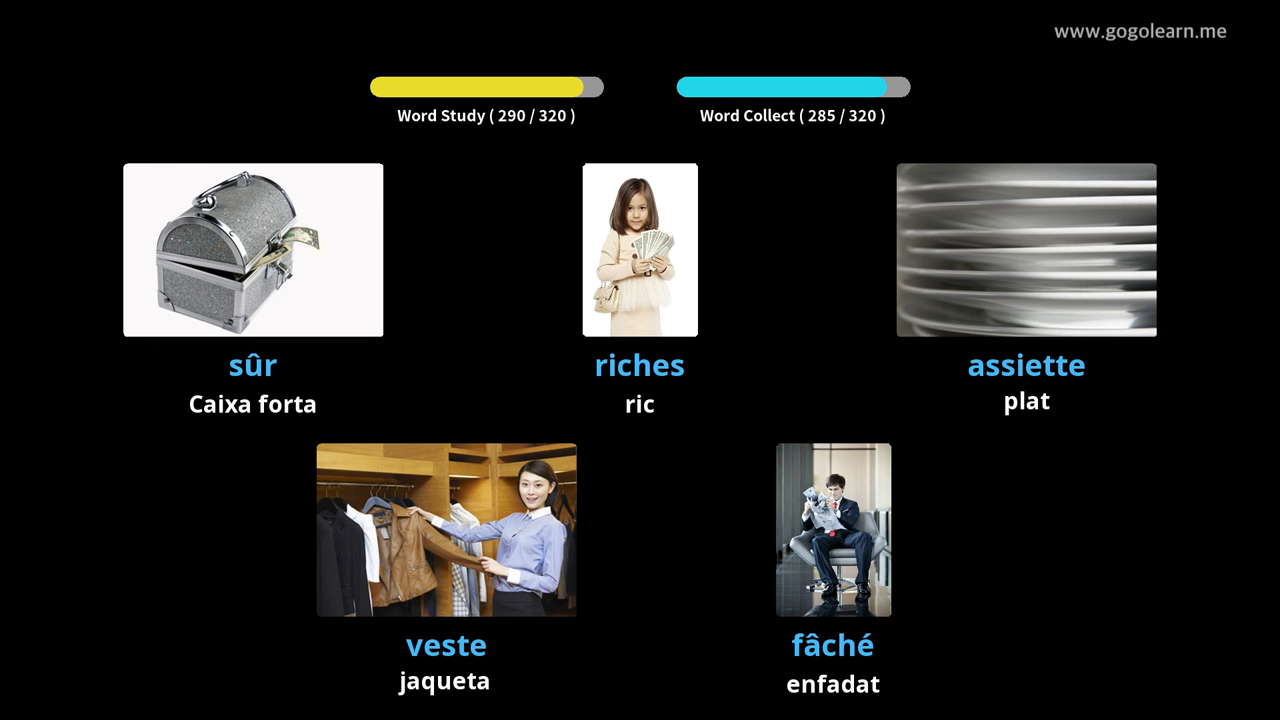 www.gogolearn.me
Word Study ( 290 / 320 )
Word Collect ( 285 / 320 )
sûr
Caixa forta
riches
ric
assiette
plat
veste
jaqueta
fâché
enfadat